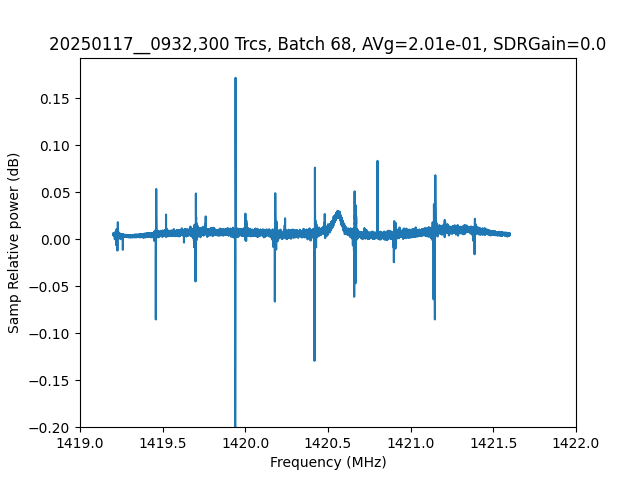 20250117__0932,300 Trcs, Batch 68, AVg=2.01e-01, SDRGain=0.0
Samp Relative power (dB)
0.15
0.10
0.05
0.00
−0.05
−0.10
−0.15
−0.20
1419.0 1419.5 1420.0 1420.5 1421.0 1421.5 1422.0
Frequency (MHz)